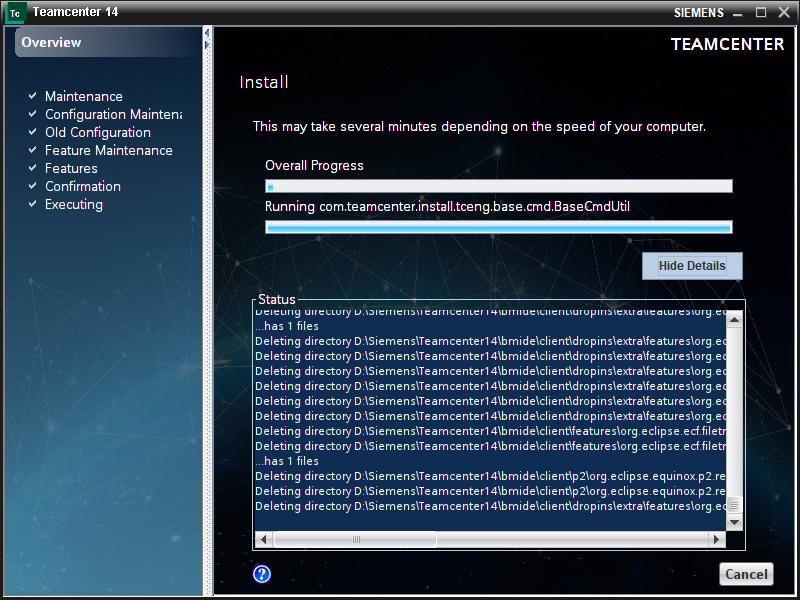 Tc Teamcenter 14
SIEMENS
Overview
TEAMCENTER
Maintenance
Configuration Maintena
Old Configuration
Feature Maintenance
Features
Confirmation
Executing
Install
This may take several minutes depending on the speed of your computer.
Overall Progress
Running com.teamcenter.install.tceng.base.cmd.BaseCmdUtil
Hide Details
Status
Deleting directory D:\Siemens\Teamcenter14\bmide\client\dropins\extra\features\org.ec
...has 1 files
Deleting directory D:\Siemens\Teamcenter14\bmide\client\dropins\extra\features\org.ec
Deleting directory D:\Siemens\Teamcenter14\bmide\client\dropins\extra\features\org.ec
Deleting directory D:\Siemens\Teamcenter14\bmide\client\dropins\extra\features\org.ec
Deleting directory D:\Siemens\Teamcenter14\bmide\client\dropins\extra\features\org.ec
Deleting directory D:\Siemens\Teamcenter14\bmide\client\dropins\extra\features\org.ec
Deleting directory D:\Siemens\Teamcenter14\bmide\client\dropins\extra\features\org.ec
Deleting directory D:\Siemens\Teamcenter14\bmide\client\features\org.eclipse.ecf.filetr
Deleting directory D:\Siemens\Teamcenter14\bmide\client\features\org.eclipse.ecf.filetr
...has 1 files
Deleting directory D:\Siemens\Teamcenter14\bmide\client\p2\org.eclipse.equinox.p2.re
Deleting directory D:\Siemens\Teamcenter14\bmide\client\p2\org.eclipse.equinox.p2.re
Deleting directory D:\Siemens\Teamcenter14\bmide\client\dropins\extra\features\org.ec
?
Cancel